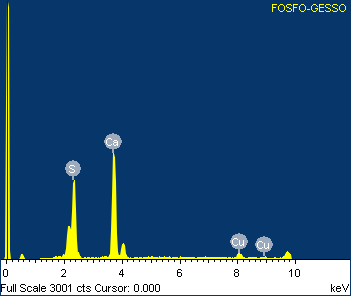 FOSFO-GESSO
Ca
S
Cu Cu
0 2 4 6 8 10
Full Scale 3001 cts Cursor: 0.000 keV